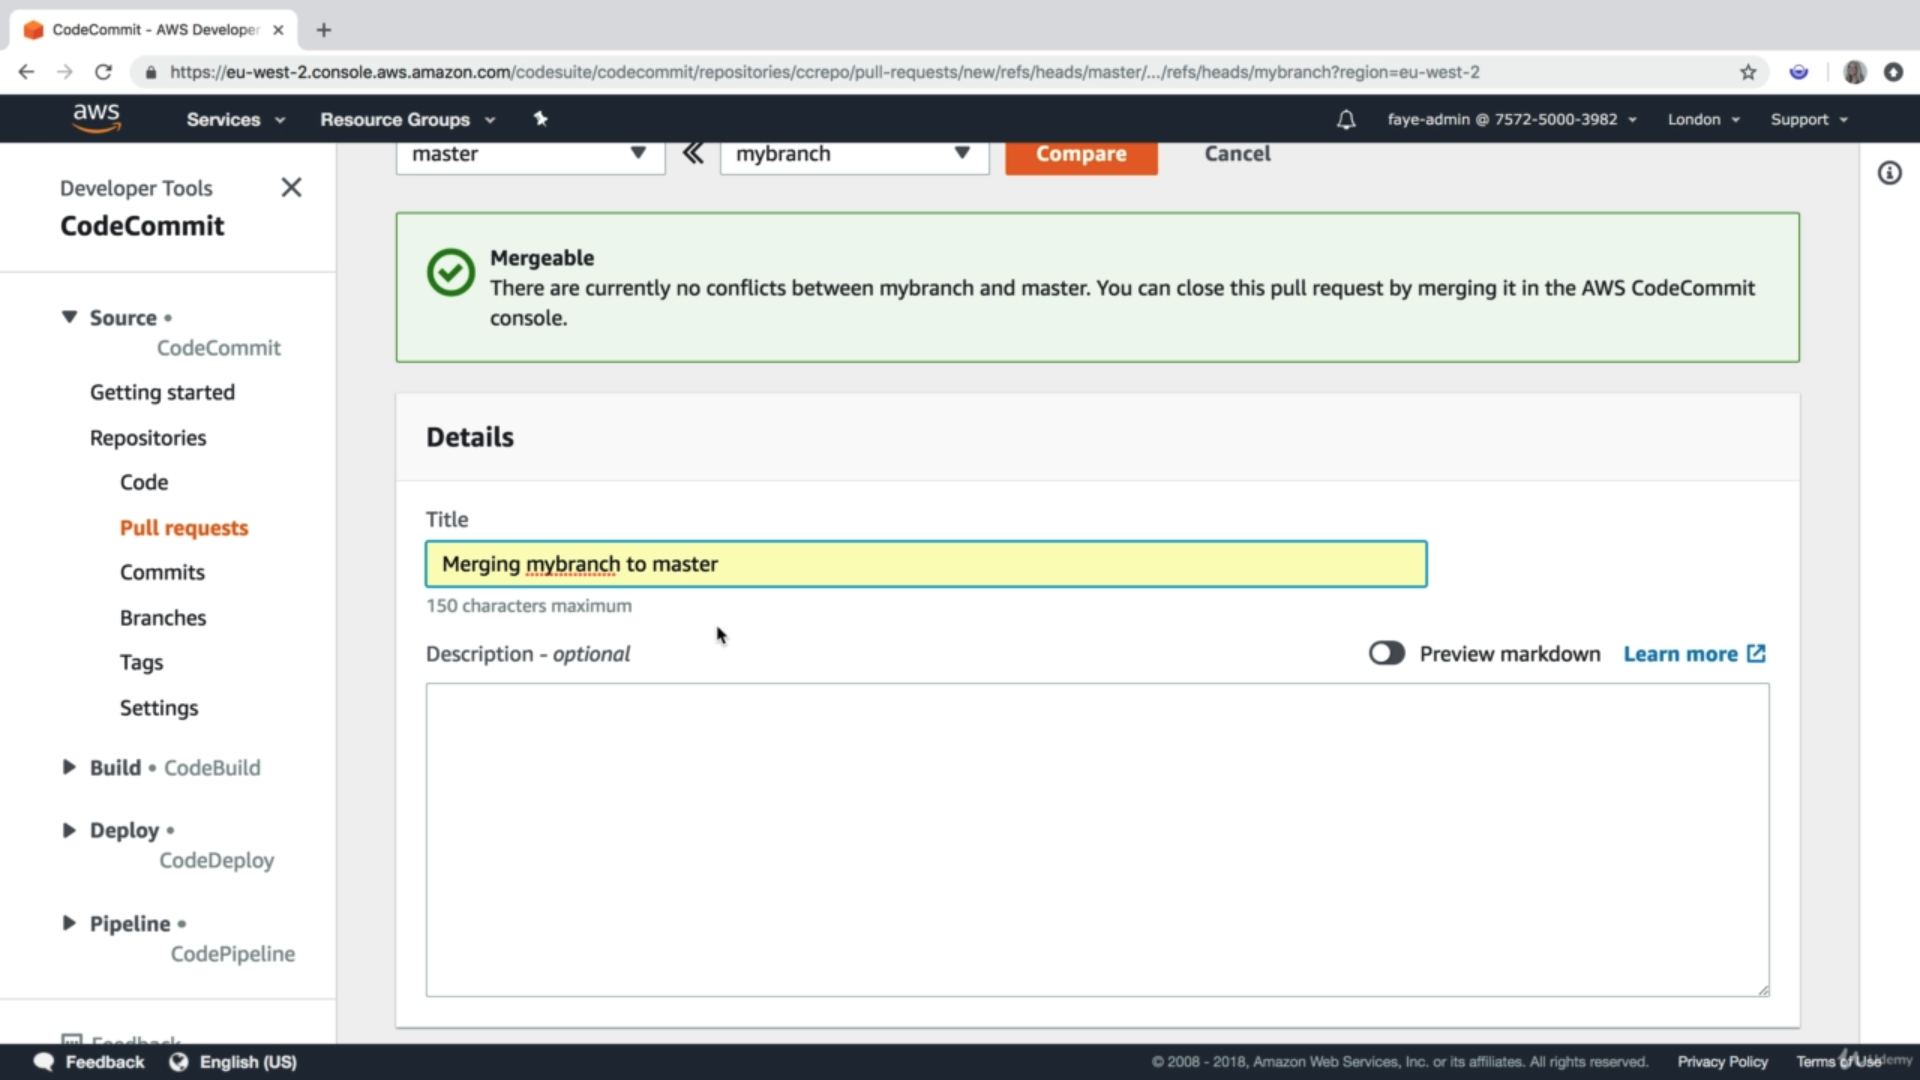 CodeCommit - AWS Developer
https://eu-west-2.console.aws.amazon.com/codesuite/codecommit/repositories/ccrepo/pull-requests/new/refs/heads/master/.../refs/heads/mybranch?region=eu-west-2
aws Services Resource Groups faye-admin @ 7572-5000-3982 London Support
master mybranch Compare Cancel
Developer Tools
CodeCommit
Mergeable
There are currently no conflicts between mybranch and master. You can close this pull request by merging it in the AWS CodeCommit
console.
Source •
CodeCommit
Getting started
Repositories
Code
Pull requests
Commits
Branches
Tags
Settings
Build • CodeBuild
Deploy •
CodeDeploy
Pipeline •
CodePipeline
Feedback
Details
Title
Merging mybranch to master
150 characters maximum
Description - optional
Preview markdown Learn more
Feedback English (US)
© 2008 - 2018, Amazon Web Services, Inc. or its affiliates. All rights reserved. Privacy Policy Terms of Use